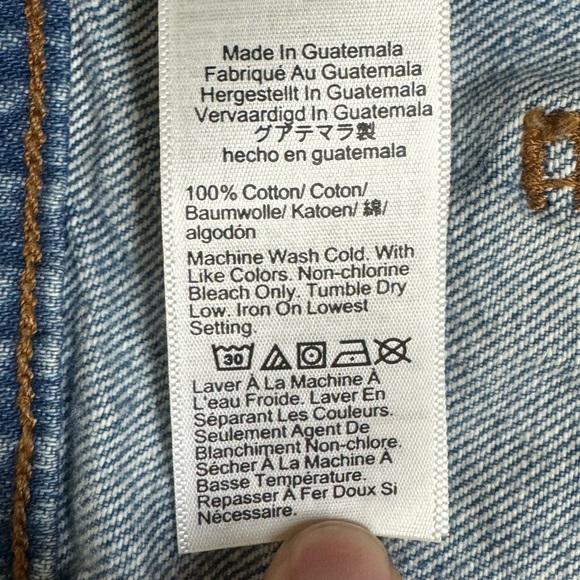 Made In Guatemala
Fabriqué Au Guatemala
Hergestellt In Guatemala
Vervaardigd In Guatemala
グアテマラ製
hecho en guatemala
100% Cotton/ Coton/
Baumwolle/ Katoen/ 綿/
algodón
Machine Wash Cold. With
Like Colors. Non-chlorine
Bleach Only. Tumble Dry
Low. Iron On Lowest
Setting.
30
Laver À La Machine À
L'eau Froide. Laver En
Séparant Les Couleurs.
Seulement Agent De
Blanchiment Non-chlore.
Sécher À La Machine À
Basse Température.
Repasser À Fer Doux Si
Nécessaire.